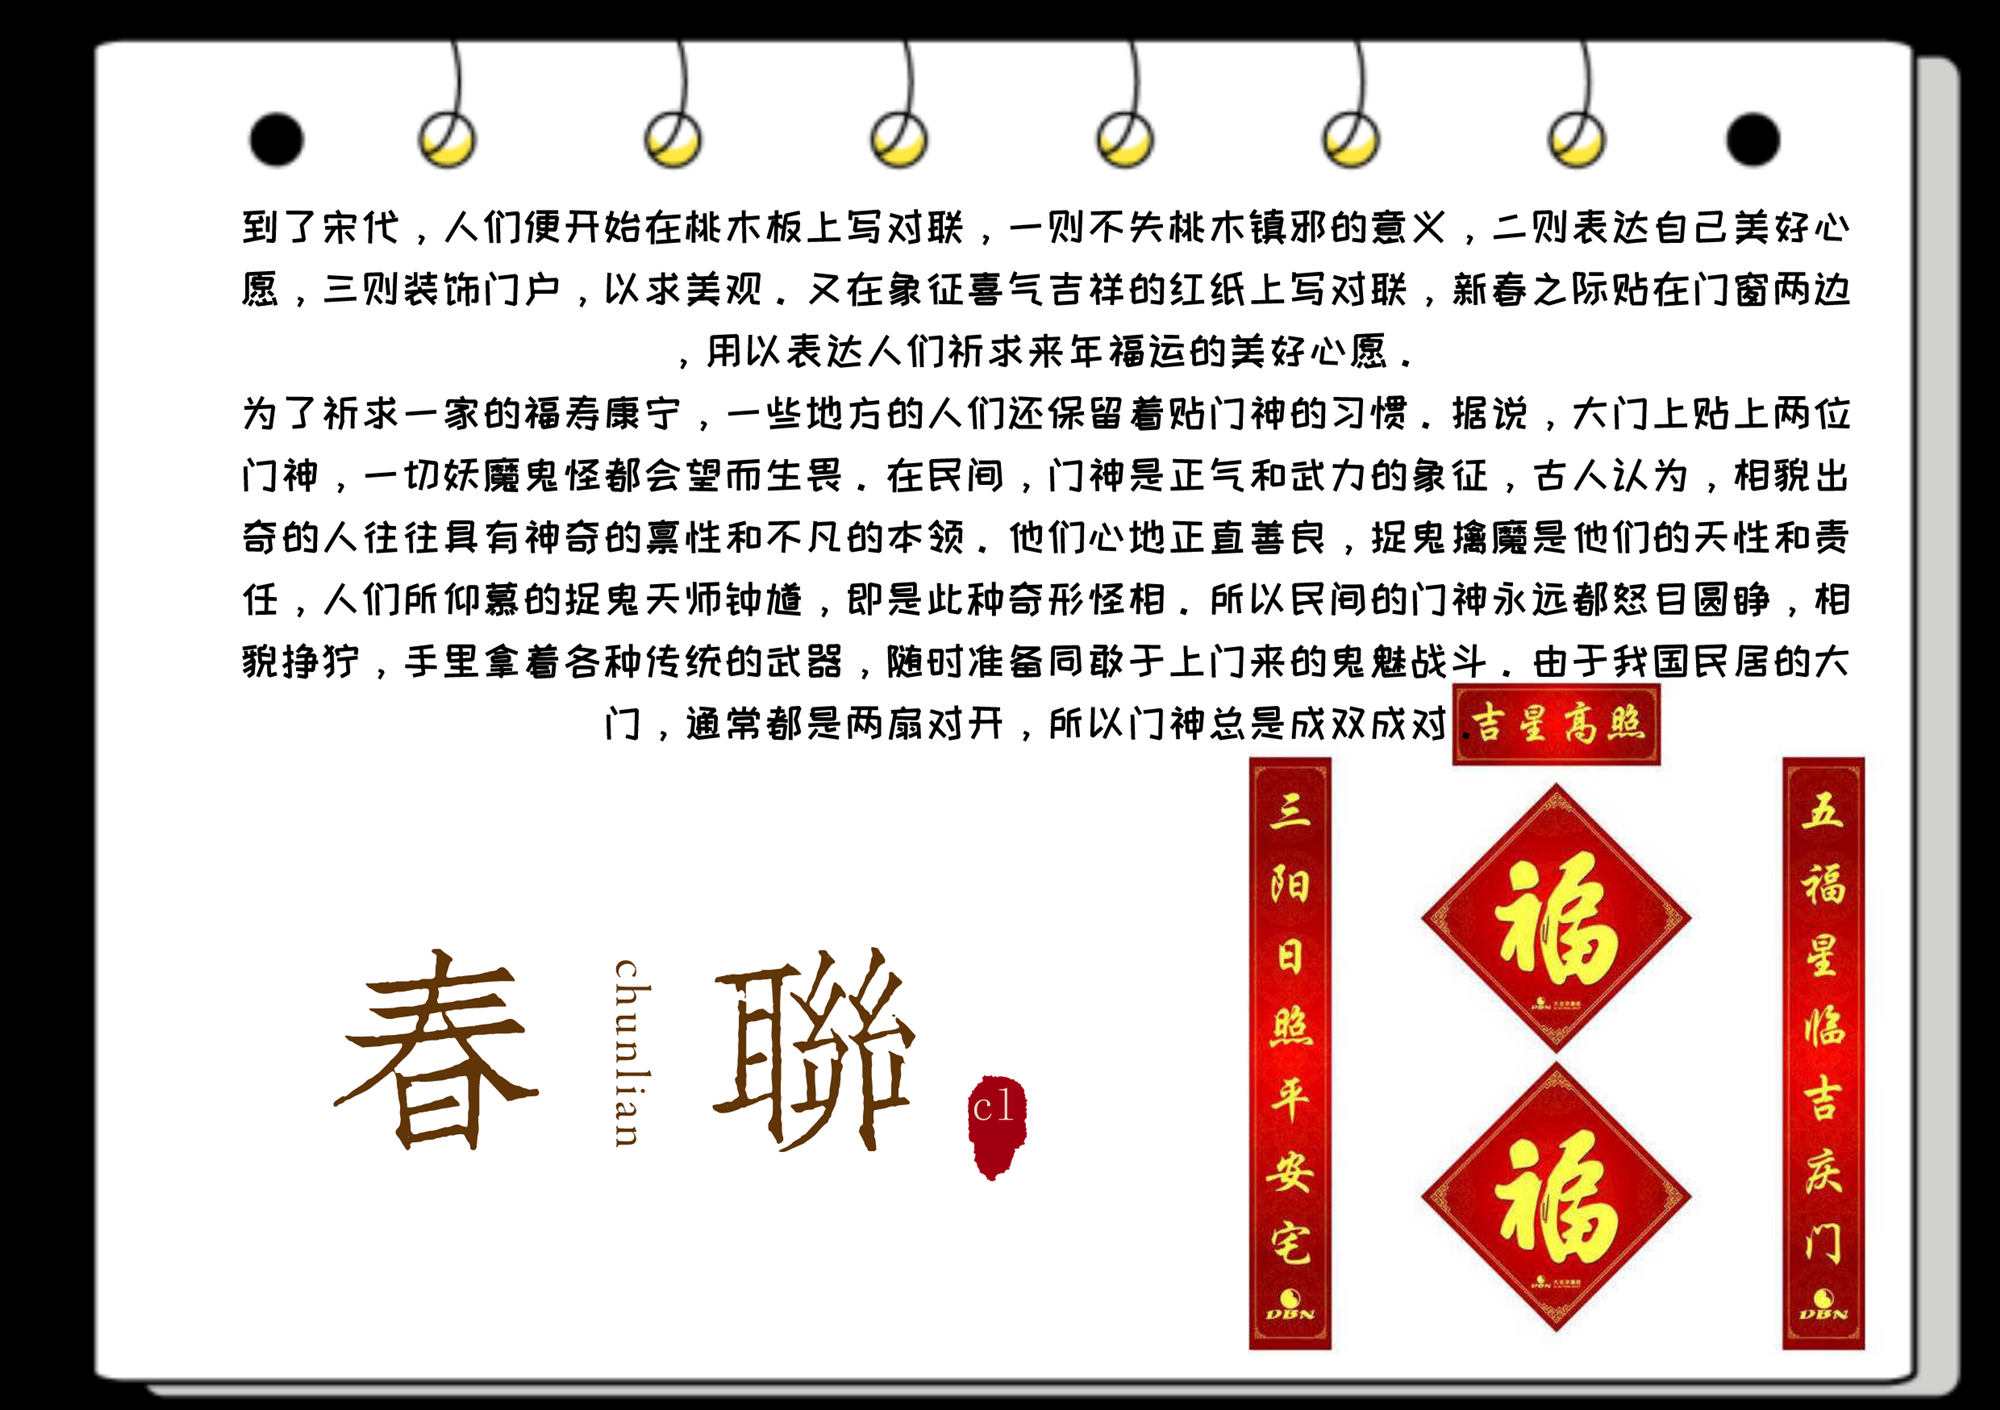 到了宋代，人们便开始在桃木板上写对联，一则不失桃木镇邪的意义，二则表达自己美好心
愿，三则装饰门户，以求美观．又在象征喜气吉祥的红纸上写对联，新春之际贴在门窗两边
，用以表达人们祈求来年福运的美好心愿．
为了祈求一家的福寿康宁，一些地方的人们还保留着贴门神的习惯．据说，大门上贴上两位
门神，一切妖魔鬼怪都会望而生畏．在民间，门神是正气和武力的象征，古人认为，相貌出
奇的人往往具有神奇的禀性和不凡的本领．他们心地正直善良，捉鬼擒魔是他们的天性和责
任，人们所仰慕的捉鬼天师钟馗，即是此种奇形怪相．所以民间的门神永远都怒目圆睁，相
貌狰狞，手里拿着各种传统的武器，随时准备同敢于上门来的鬼魅战斗．由于我国民居的大
门，通常都是两扇对开，所以门神总是成双成对．
吉星高照
三阳日照平安宅
DBN
福
DBN
福
DBN
五福星临吉庆门
DBN
春聯
chunlian
cl